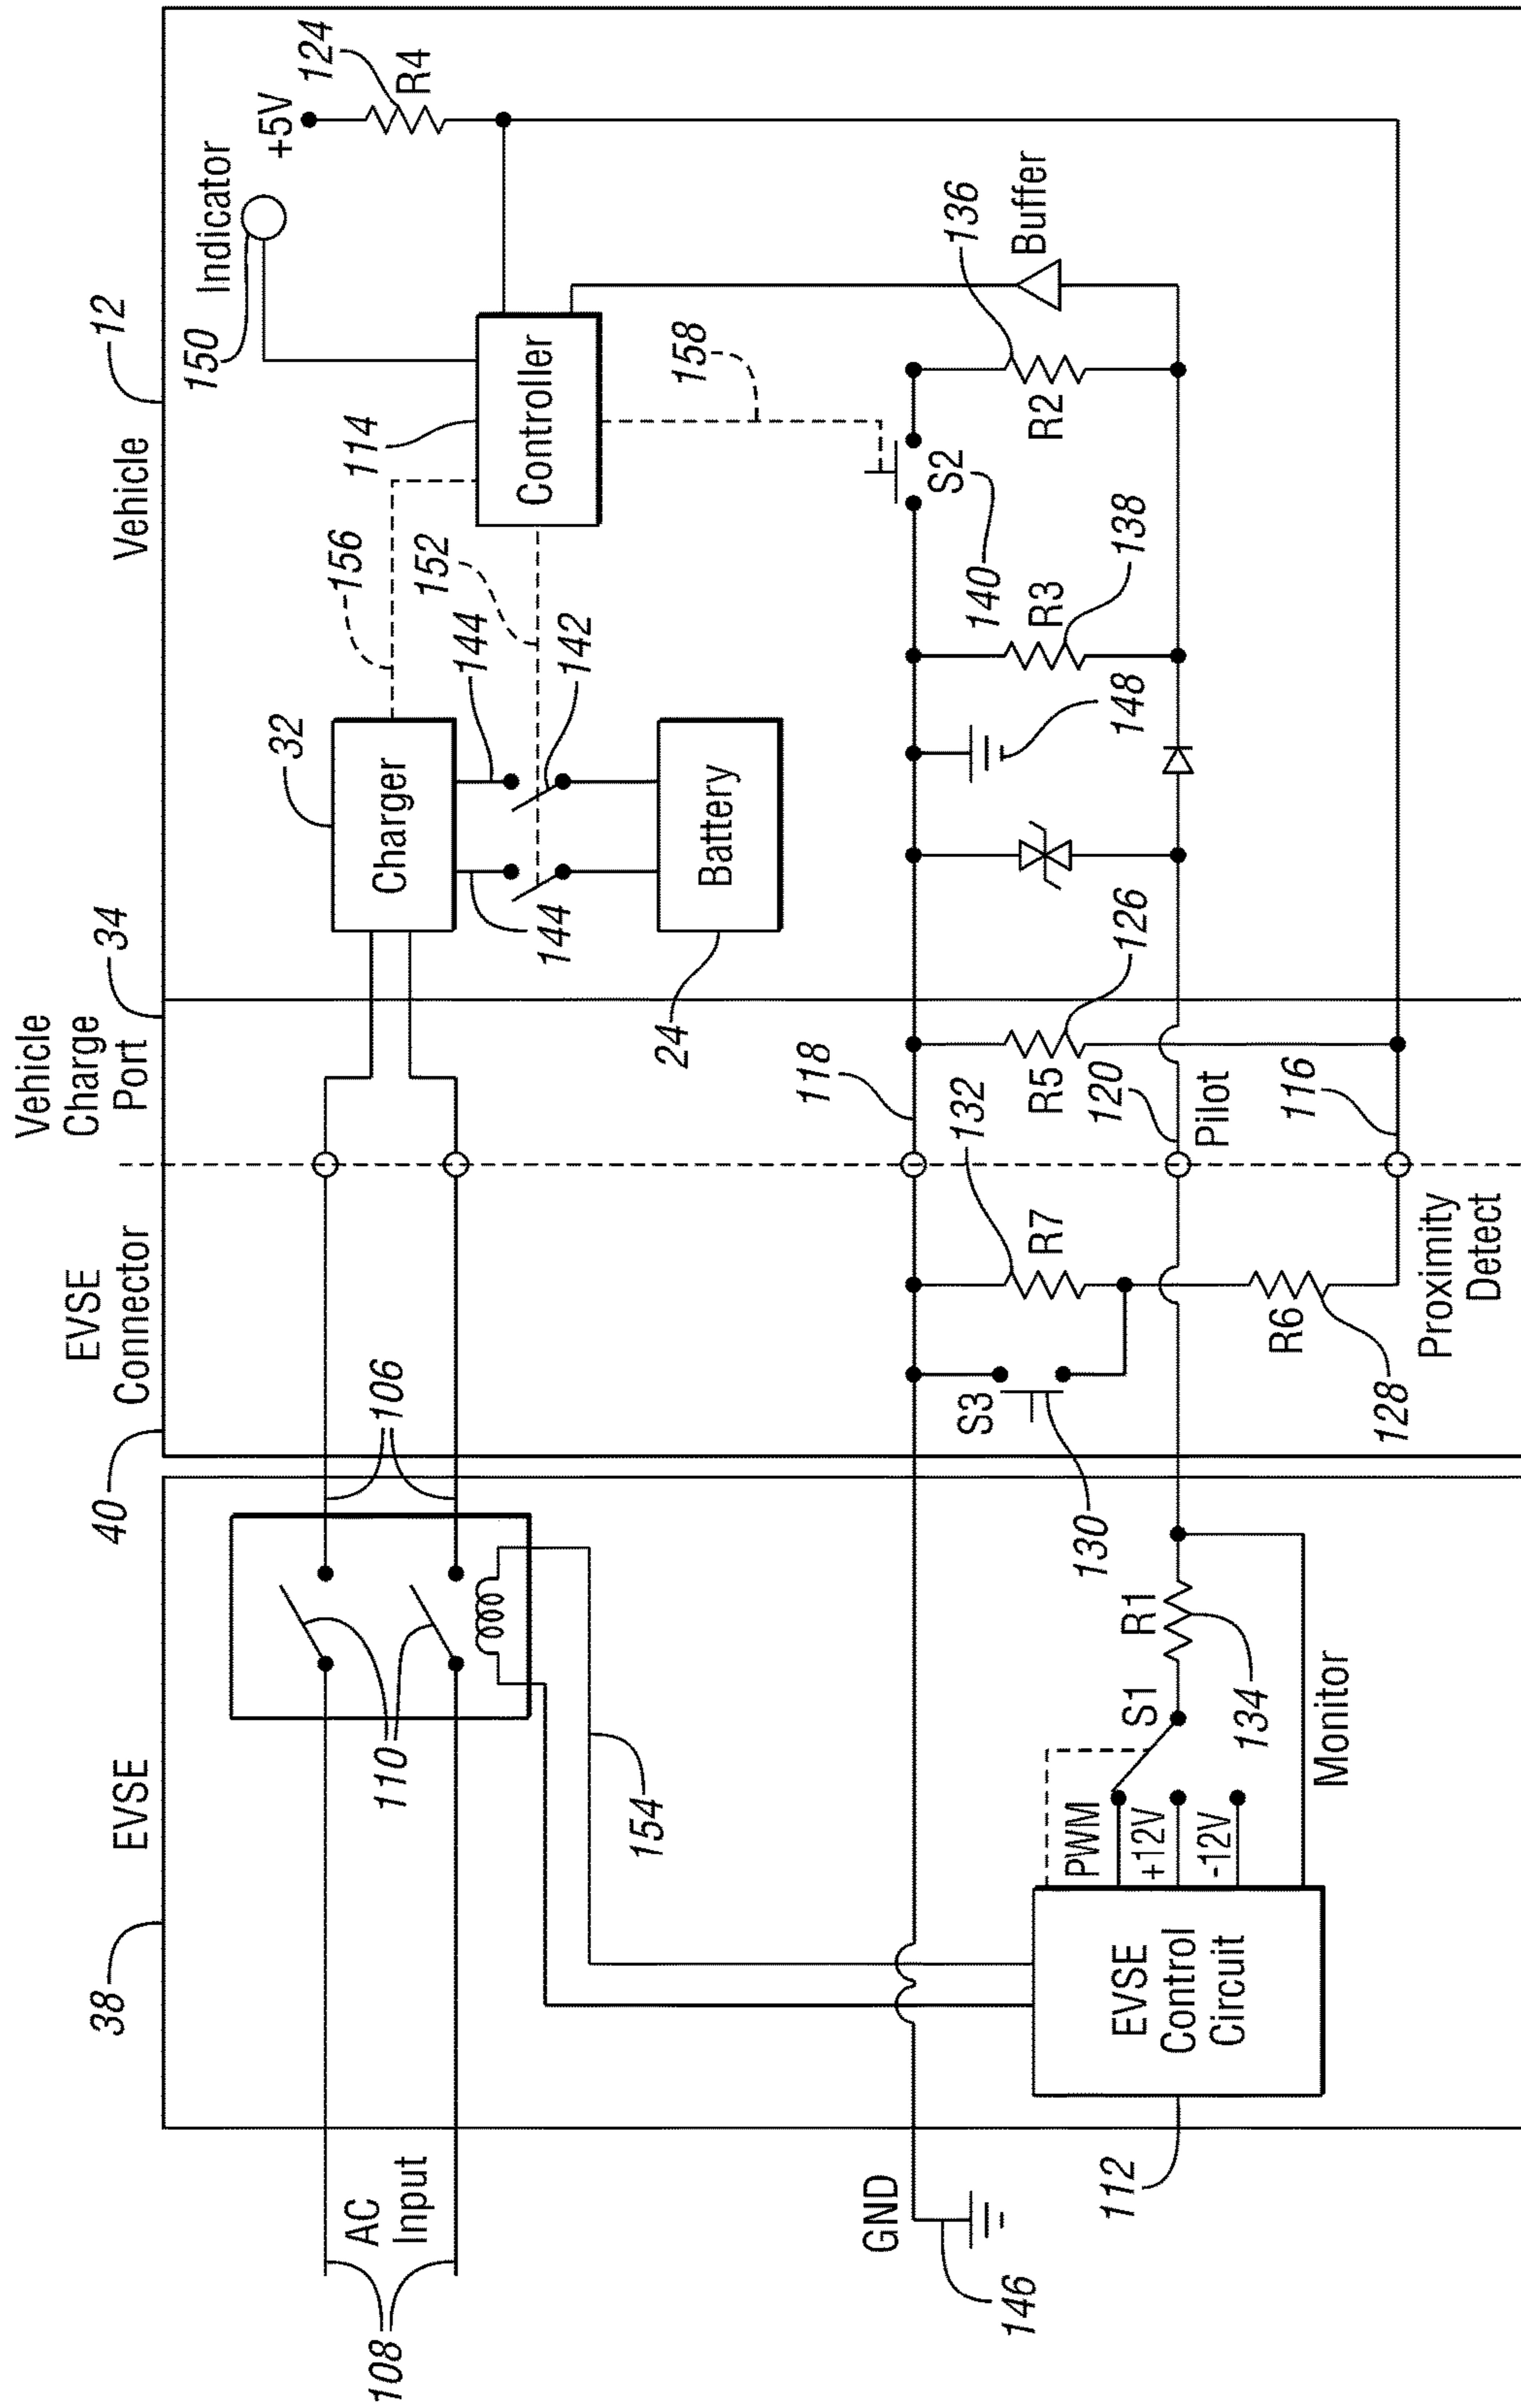 Vehicle
12
Vehicle
Charge
Port
34
EVSE
Connector
40
EVSE
38
108
AC
Input
110
106
154
Charger
32
156
144
144
152
142
Battery
24
Controller
114
150
Indicator
+5V
124
R4
158
GND
146
118
S3
130
R7
132
R6
128
R5
126
148
R3
138
S2
140
R2
136
Buffer
120
Pilot
116
Proximity
Detect
112
EVSE
Control
Circuit
PWM
+12V
-12V
S1
R1
134
Monitor